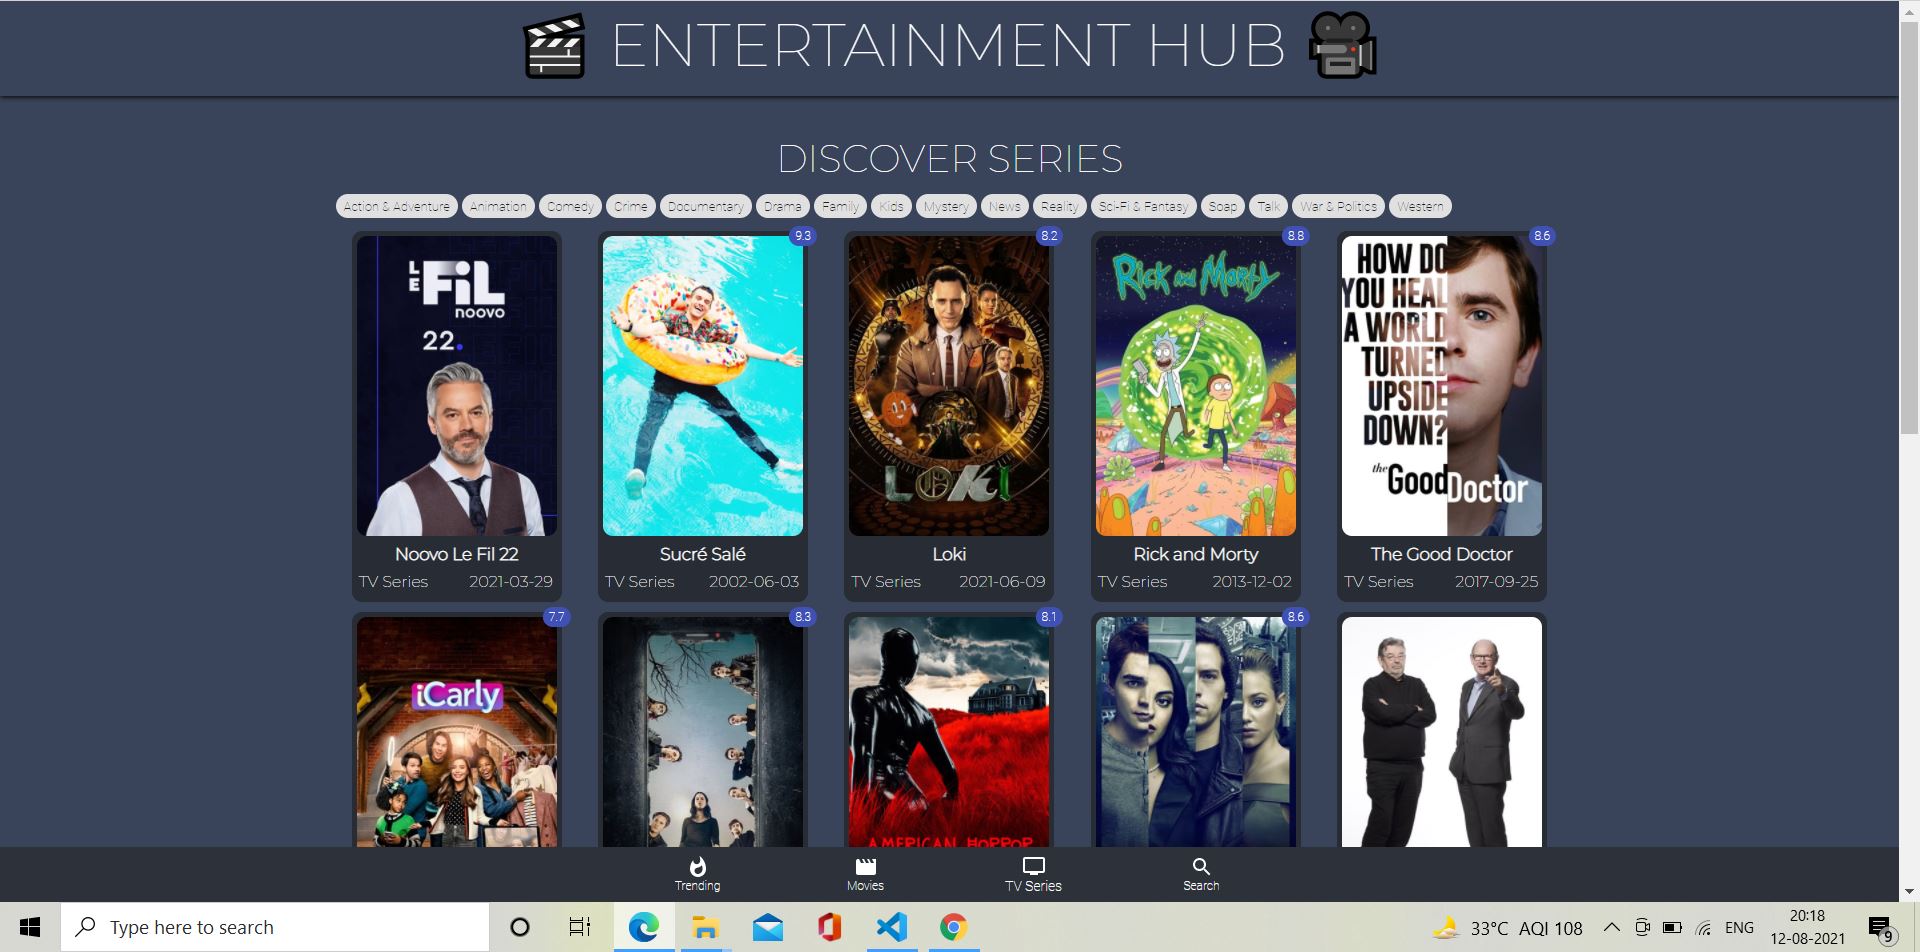 ENTERTAINMENT HUB
DISCOVER SERIES
Action & Adventure Animation Comedy Crime Documentary Drama Family Kids Mystery News Reality Sci-Fi & Fantasy Soap Talk War & Politics Western
LE FiL
noovo
22.
9.3
8.2
LOKI
8.8
Rick and Morty
8.6
HOW DO
YOU HEAL
A WORLD
TURNED
UPSIDE
DOWN?
the Good Doctor
Noovo Le Fil 22
TV Series 2021-03-29
Sucré Salé
TV Series 2002-06-03
Loki
TV Series 2021-06-09
Rick and Morty
TV Series 2013-12-02
The Good Doctor
TV Series 2017-09-25
7.7
iCarly
8.3
8.1
AMERICAN HORROR
8.6
Trending Movies TV Series Search
Type here to search
33°C AQI 108
ENG
20:18
12-08-2021
9